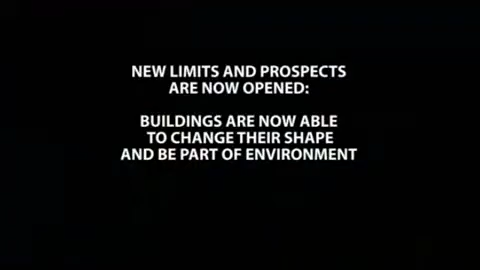 NEW LIMITS AND PROSPECTS
ARE NOW OPENED:
BUILDINGS ARE NOW ABLE
TO CHANGE THEIR SHAPE
AND BE PART OF ENVIRONMENT